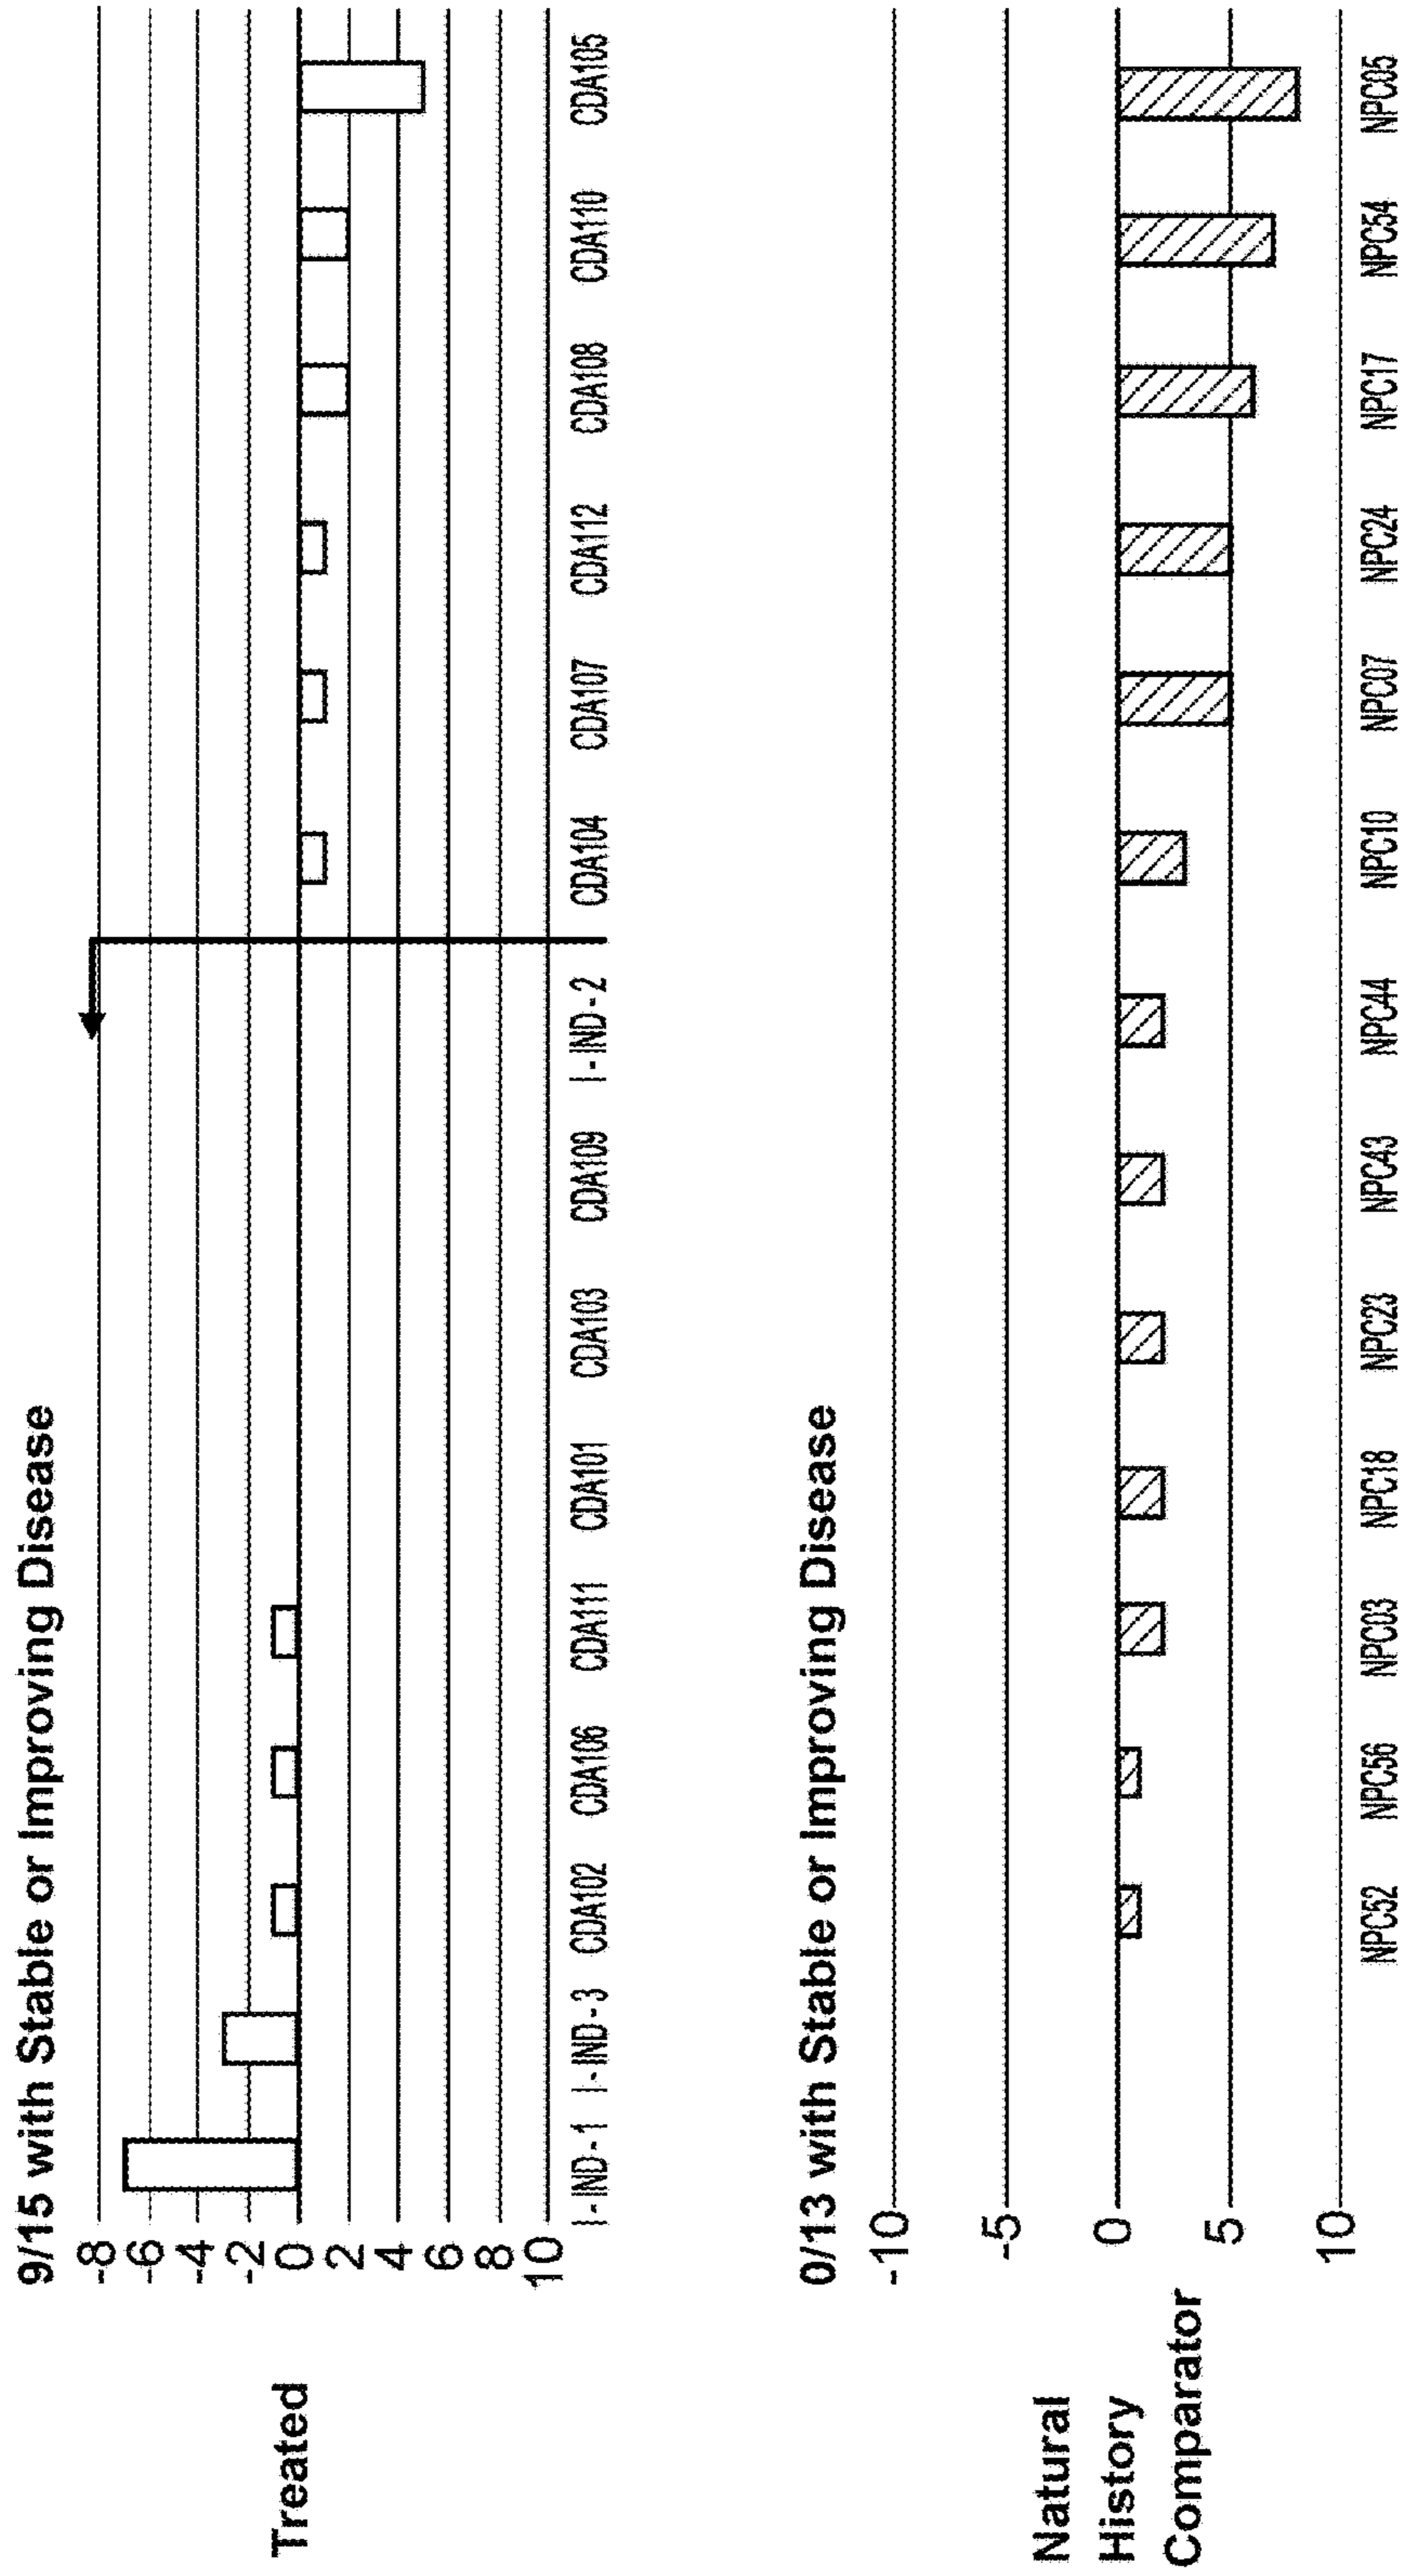 9/15 with Stable or Improving Disease
Treated
-8
-6
-4
-2
0
2
4
6
8
10
I-IND-1 I-IND-3 CDA102 CDA106 CDA111 CDA101 CDA103 CDA109 I-IND-2 CDA104 CDA107 CDA112 CDA108 CDA110 CDA105
0/13 with Stable or Improving Disease
Natural
History
Comparator
-10
-5
0
5
10
NPC52 NPC56 NPC03 NPC18 NPC23 NPC43 NPC44 NPC10 NPC07 NPC24 NPC17 NPC54 NPC05